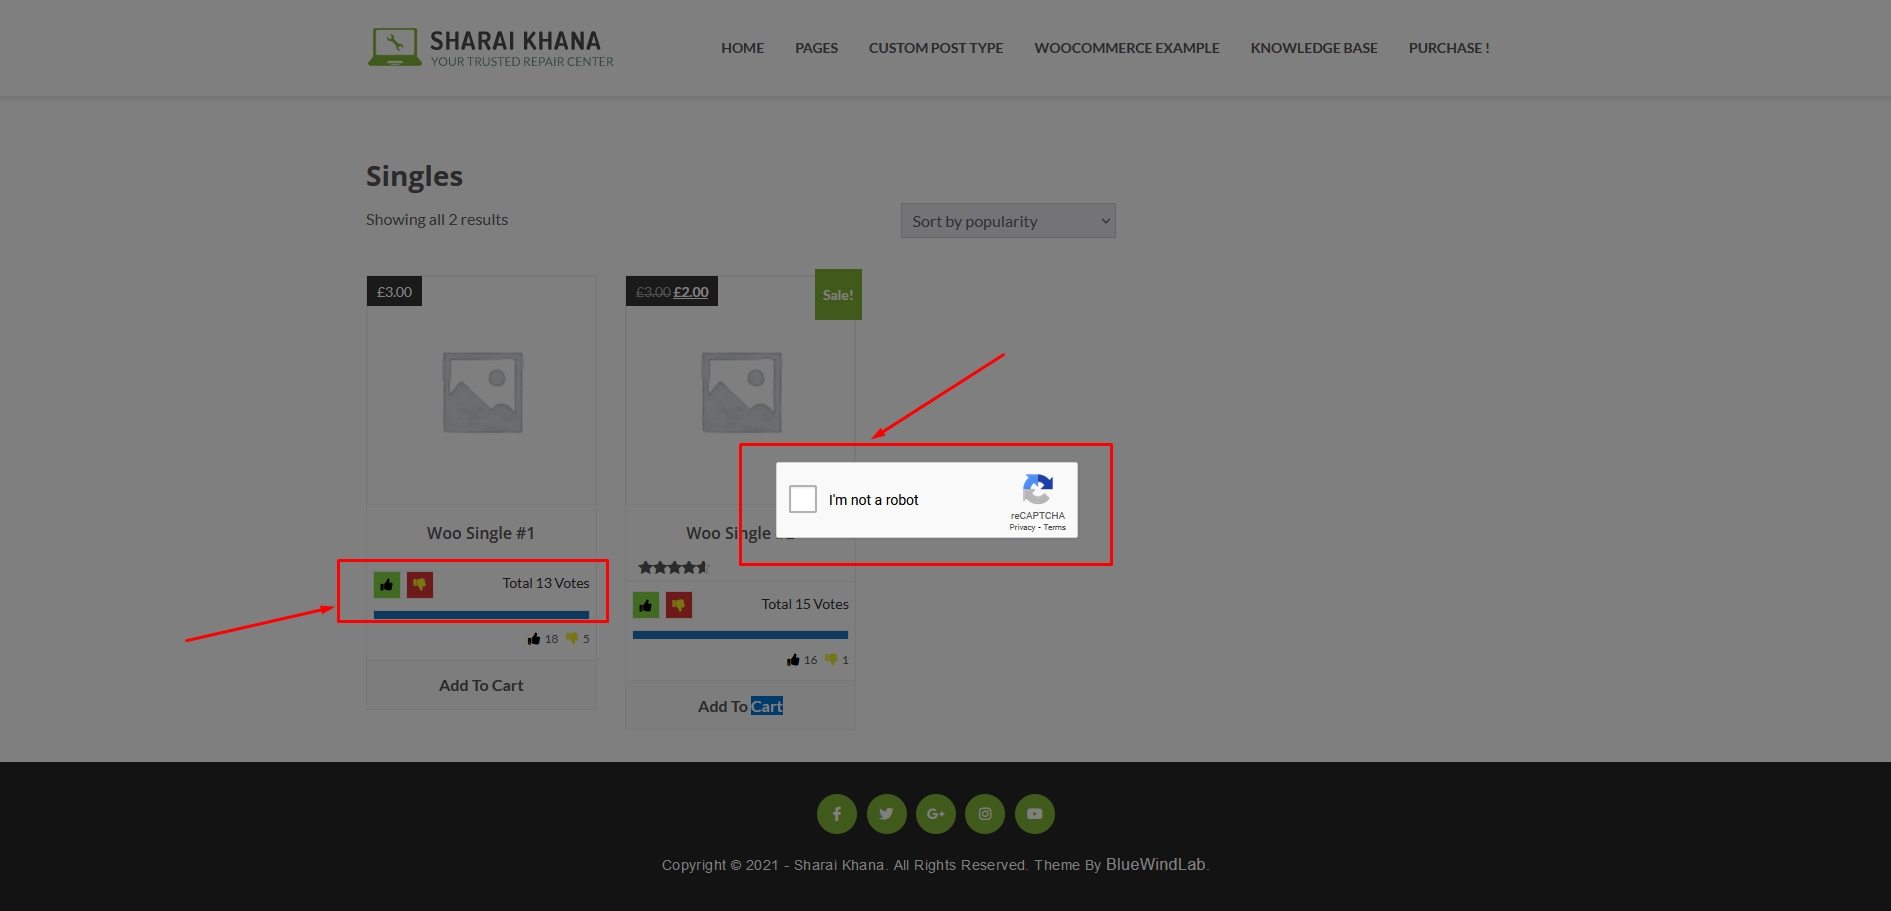 SHARAI KHANA
YOUR TRUSTED REPAIR CENTER
HOME PAGES CUSTOM POST TYPE WOOCOMMERCE EXAMPLE KNOWLEDGE BASE PURCHASE !
Singles
Showing all 2 results
Sort by popularity
£3.00
£3.00 £2.00
Sale!
I'm not a robot
reCAPTCHA
Privacy - Terms
Woo Single #1
Woo Single
Total 13 Votes
18 5
Add To Cart
Total 15 Votes
16 1
Add To Cart
Copyright © 2021 - Sharai Khana. All Rights Reserved. Theme By BlueWindLab.